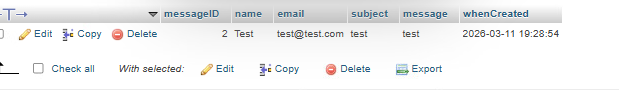 messageID name email subject message whenCreated
Edit Copy Delete 2 Test test@test.com test test 2026-03-11 19:28:54
Check all With selected: Edit Copy Delete Export